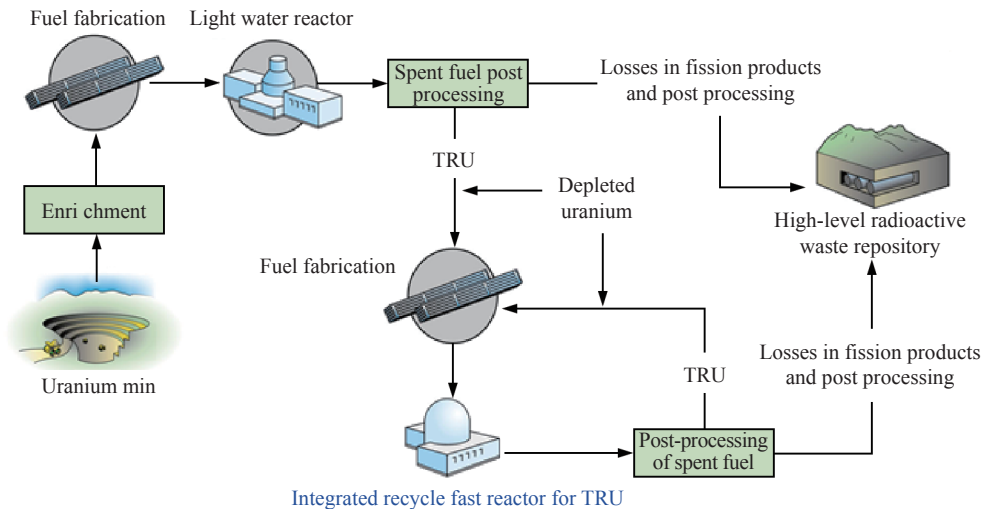 Fuel fabrication
Light water reactor
Spent fuel post
processing
Losses in fission products
and post processing
TRU
Depleted
uranium
High-level radioactive
waste repository
Enri chment
Fuel fabrication
Uranium min
TRU
Losses in fission products
and post processing
Post-processing
of spent fuel
Integrated recycle fast reactor for TRU